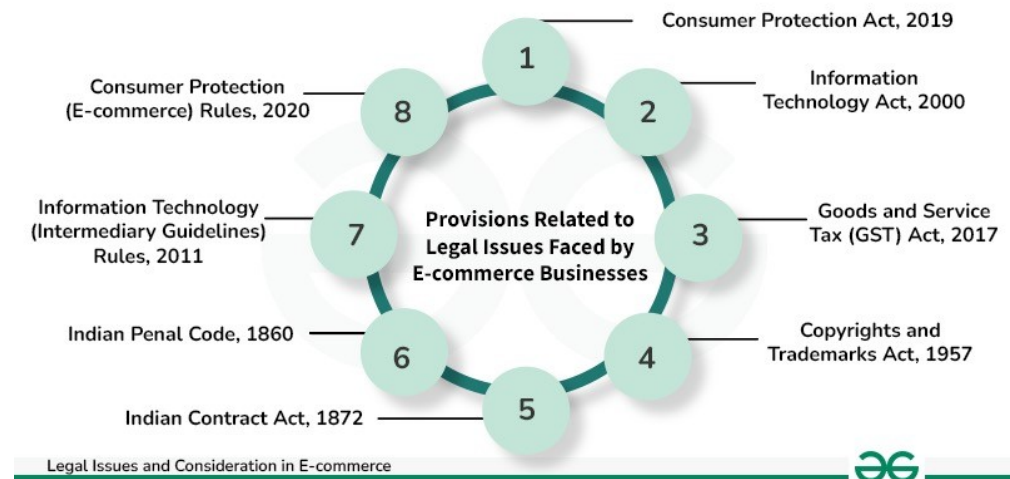 1
Consumer Protection Act, 2019
2
Information
Technology Act, 2000
3
Goods and Service
Tax (GST) Act, 2017
4
Copyrights and
Trademarks Act, 1957
5
Indian Contract Act, 1872
6
Indian Penal Code, 1860
7
Information Technology
(Intermediary Guidelines)
Rules, 2011
8
Consumer Protection
(E-commerce) Rules, 2020
Provisions Related to
Legal Issues Faced by
E-commerce Businesses
Legal Issues and Consideration in E-commerce